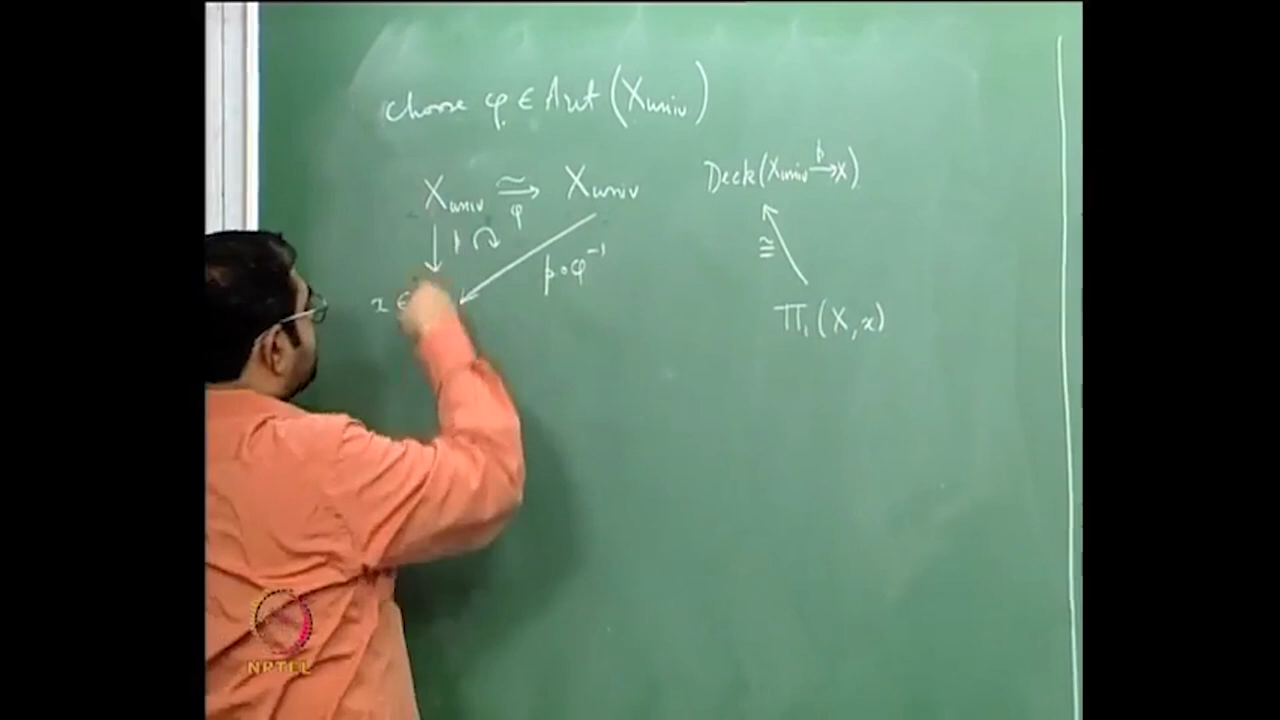 choose φ ∈ Aut(X_univ)
X_univ ≅→ φ X_univ
Deck(X_univ p→ X)
p
p∘φ⁻¹
≅
x ∈
Π₁(X, x)
NPTEL